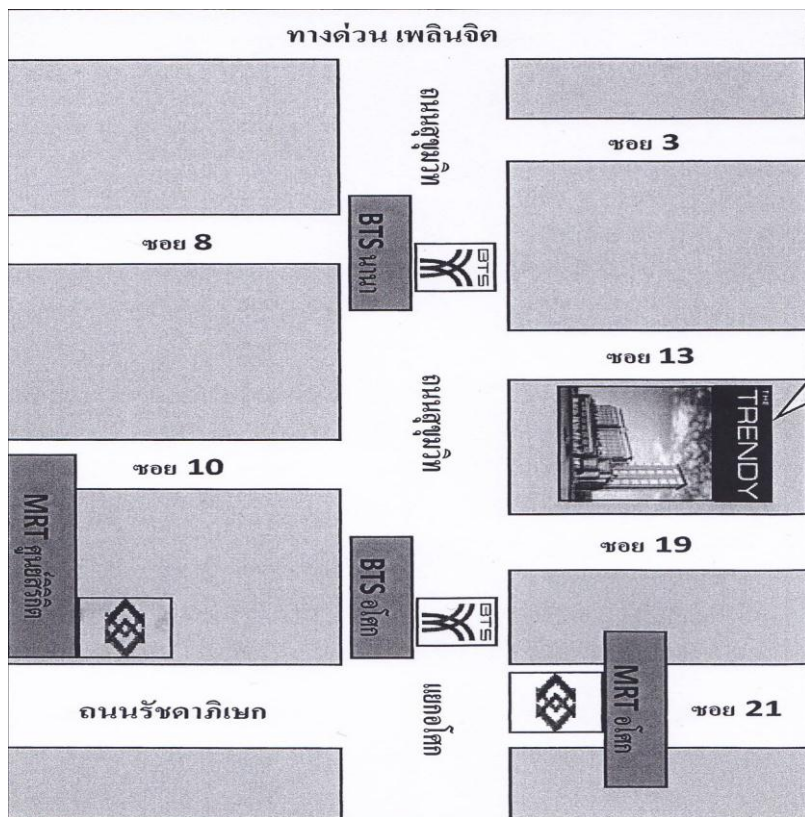 ทางด่วน เพลินจิต
ถนนสุขุมวิท
ซอย 3
ซอย 8
BTS นานา
BTS
ซอย 13
ถนนสุขุมวิท
THE
TRENDY
ซอย 10
MRT ศูนย์สิริกิติ์
BTS อโศก
BTS
ซอย 19
MRT อโศก
ถนนรัชดาภิเษก
แยกอโศก
ซอย 21